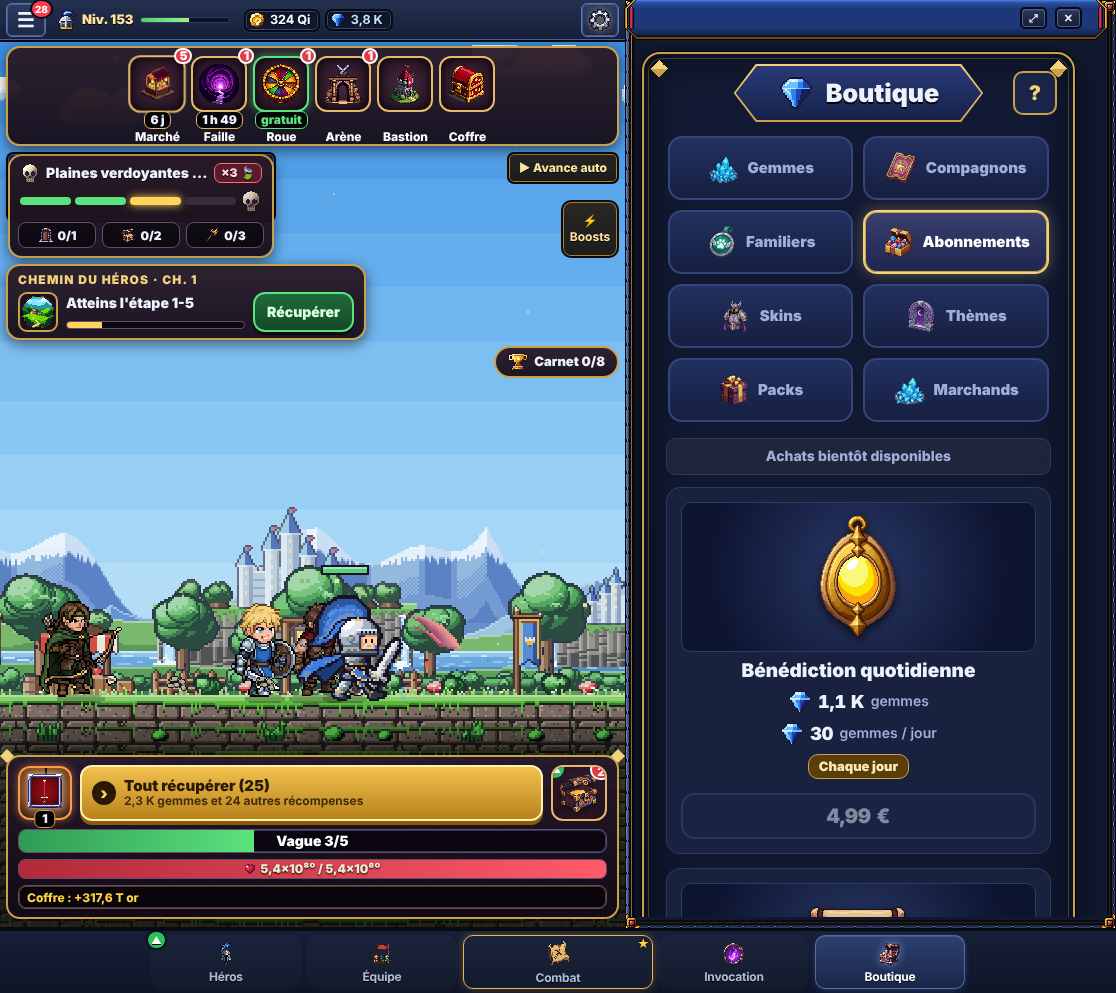 28
Niv. 153
324 Qi
3,8 K
5
1
1
1
6 j
1 h 49
gratuit
Marché
Faille
Roue
Arène
Bastion
Coffre
Plaines verdoyantes ...
×3
0/1
0/2
0/3
Avance auto
Boosts
CHEMIN DU HÉROS · CH. 1
Atteins l'étape 1-5
Récupérer
Carnet 0/8
1
Tout récupérer (25)
2,3 K gemmes et 24 autres récompenses
2
Vague 3/5
5,4×10⁸⁰ / 5,4×10⁸⁰
Coffre : +317,6 T or
Boutique
?
Gemmes
Compagnons
Familiers
Abonnements
Skins
Thèmes
Packs
Marchands
Achats bientôt disponibles
Bénédiction quotidienne
1,1 K gemmes
30 gemmes / jour
Chaque jour
4,99 €
Héros
Équipe
Combat
Invocation
Boutique